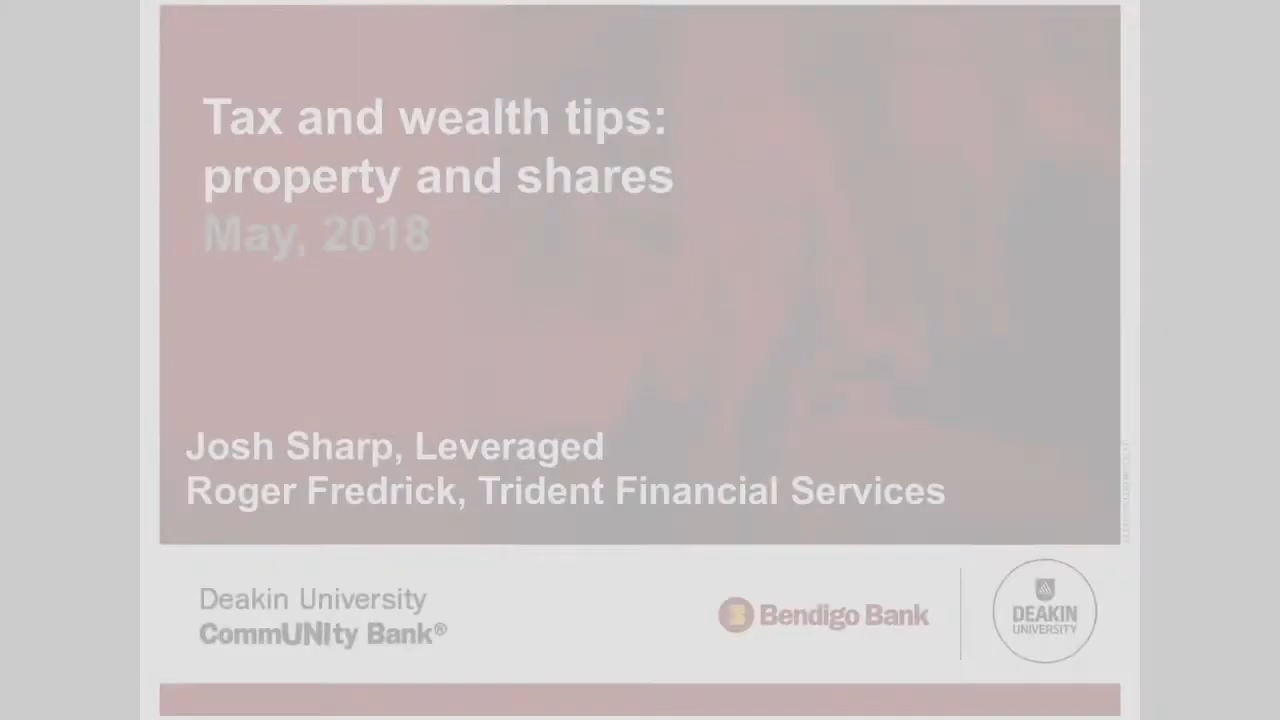 Tax and wealth tips:
property and shares
May, 2018
Josh Sharp, Leveraged
Roger Fredrick, Trident Financial Services
Deakin University
CommUNIty Bank®
Bendigo Bank
DEAKIN
UNIVERSITY